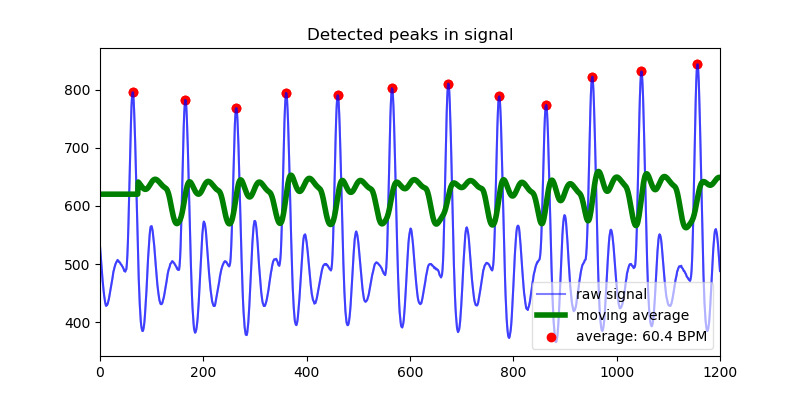 Detected peaks in signal
800
700
600
500
400
raw signal
moving average
average: 60.4 BPM
0 200 400 600 800 1000 1200